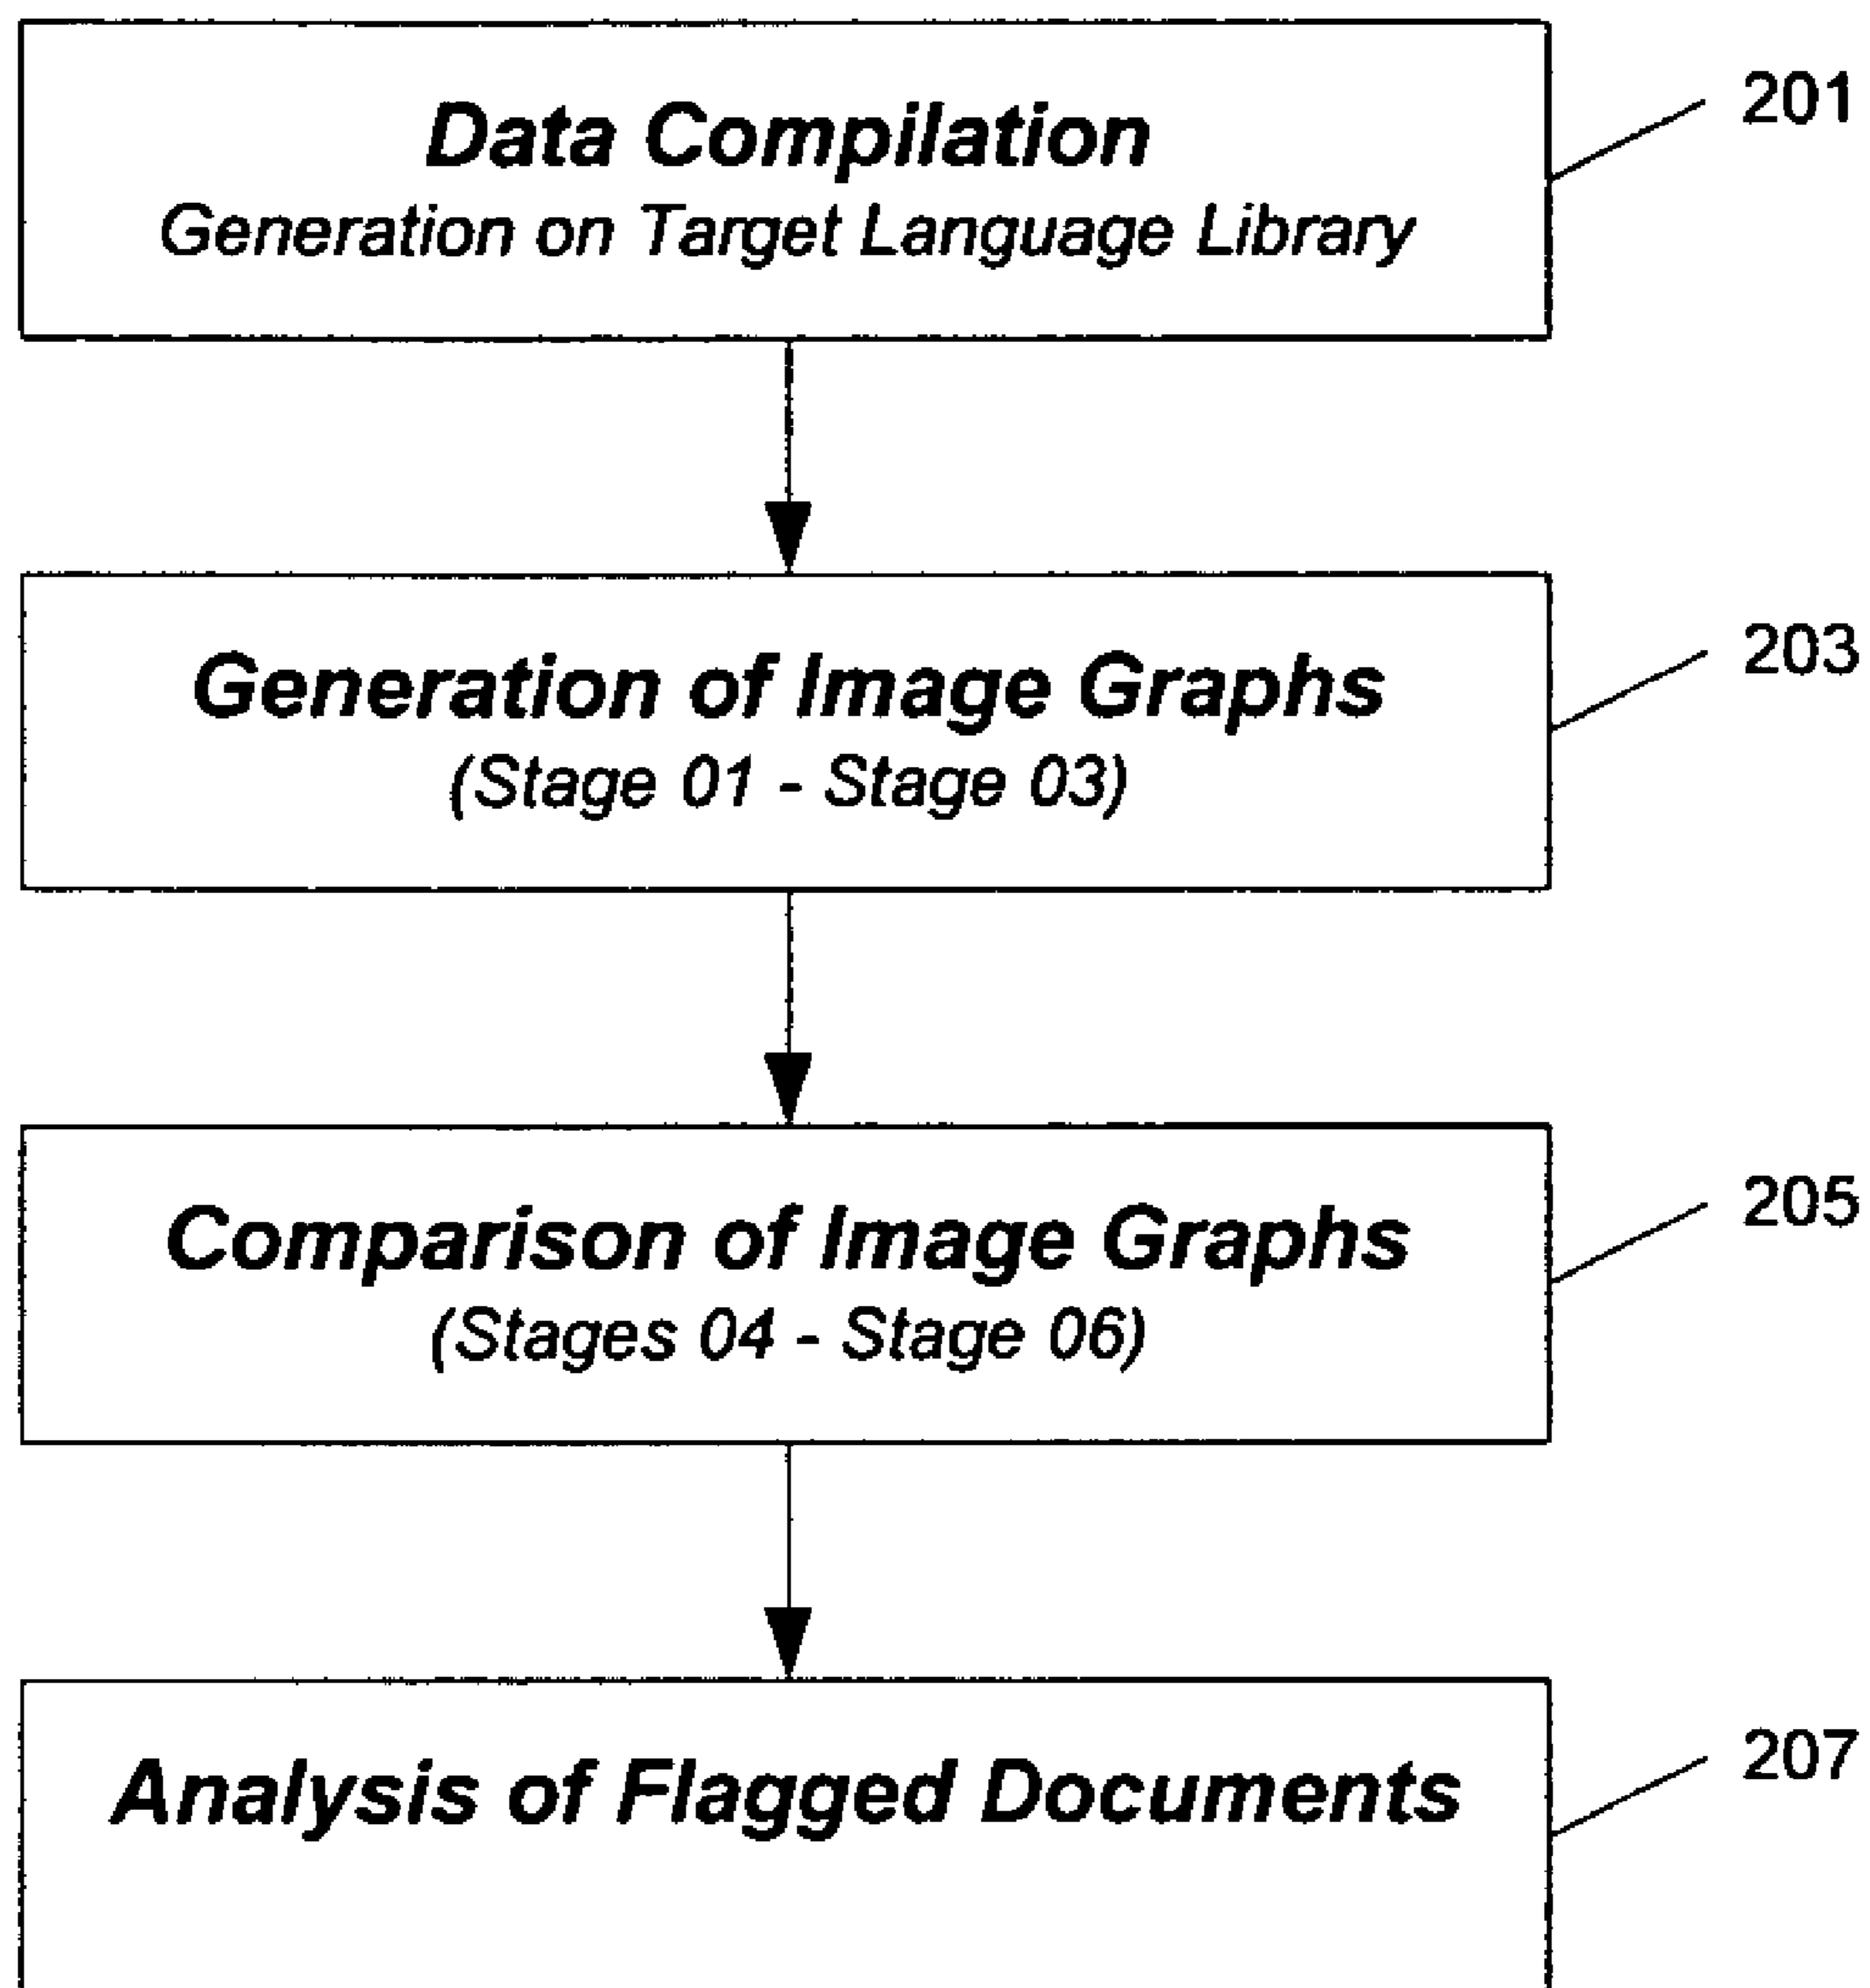 Data Compilation
Generation on Target Language Library
201
Generation of Image Graphs
(Stage 01 - Stage 03)
203
Comparison of Image Graphs
(Stages 04 - Stage 06)
205
Analysis of Flagged Documents
207